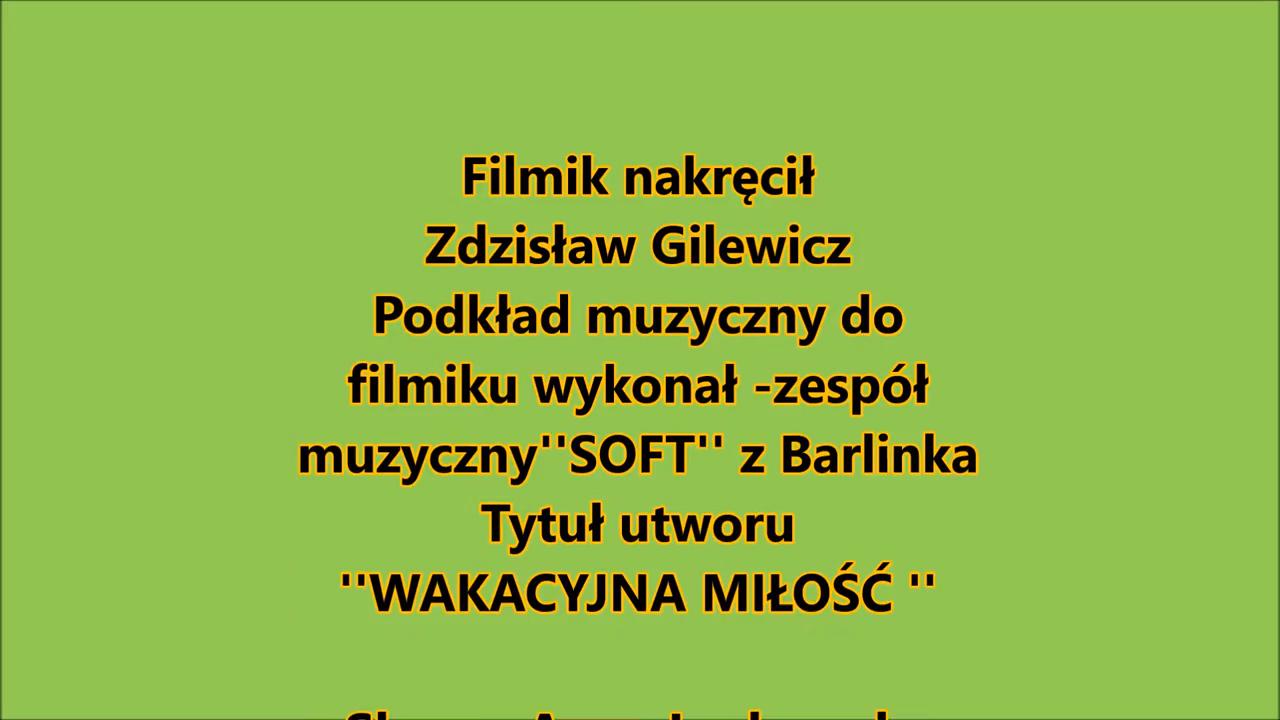 Filmik nakręcił
Zdzisław Gilewicz
Podkład muzyczny do
filmiku wykonał -zespół
muzyczny''SOFT'' z Barlinka
Tytuł utworu
''WAKACYJNA MIŁOŚĆ ''